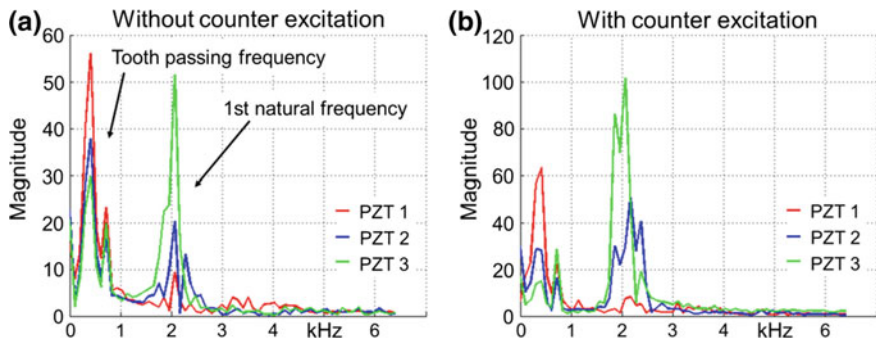 (a) Without counter excitation
60
50
40
30
20
10
0
Magnitude
Tooth passing frequency
1st natural frequency
PZT 1
PZT 2
PZT 3
0 1 2 3 kHz 6
(b) With counter excitation
120
100
80
60
40
20
0
Magnitude
PZT 1
PZT 2
PZT 3
0 1 2 3 4 5 kHz 6